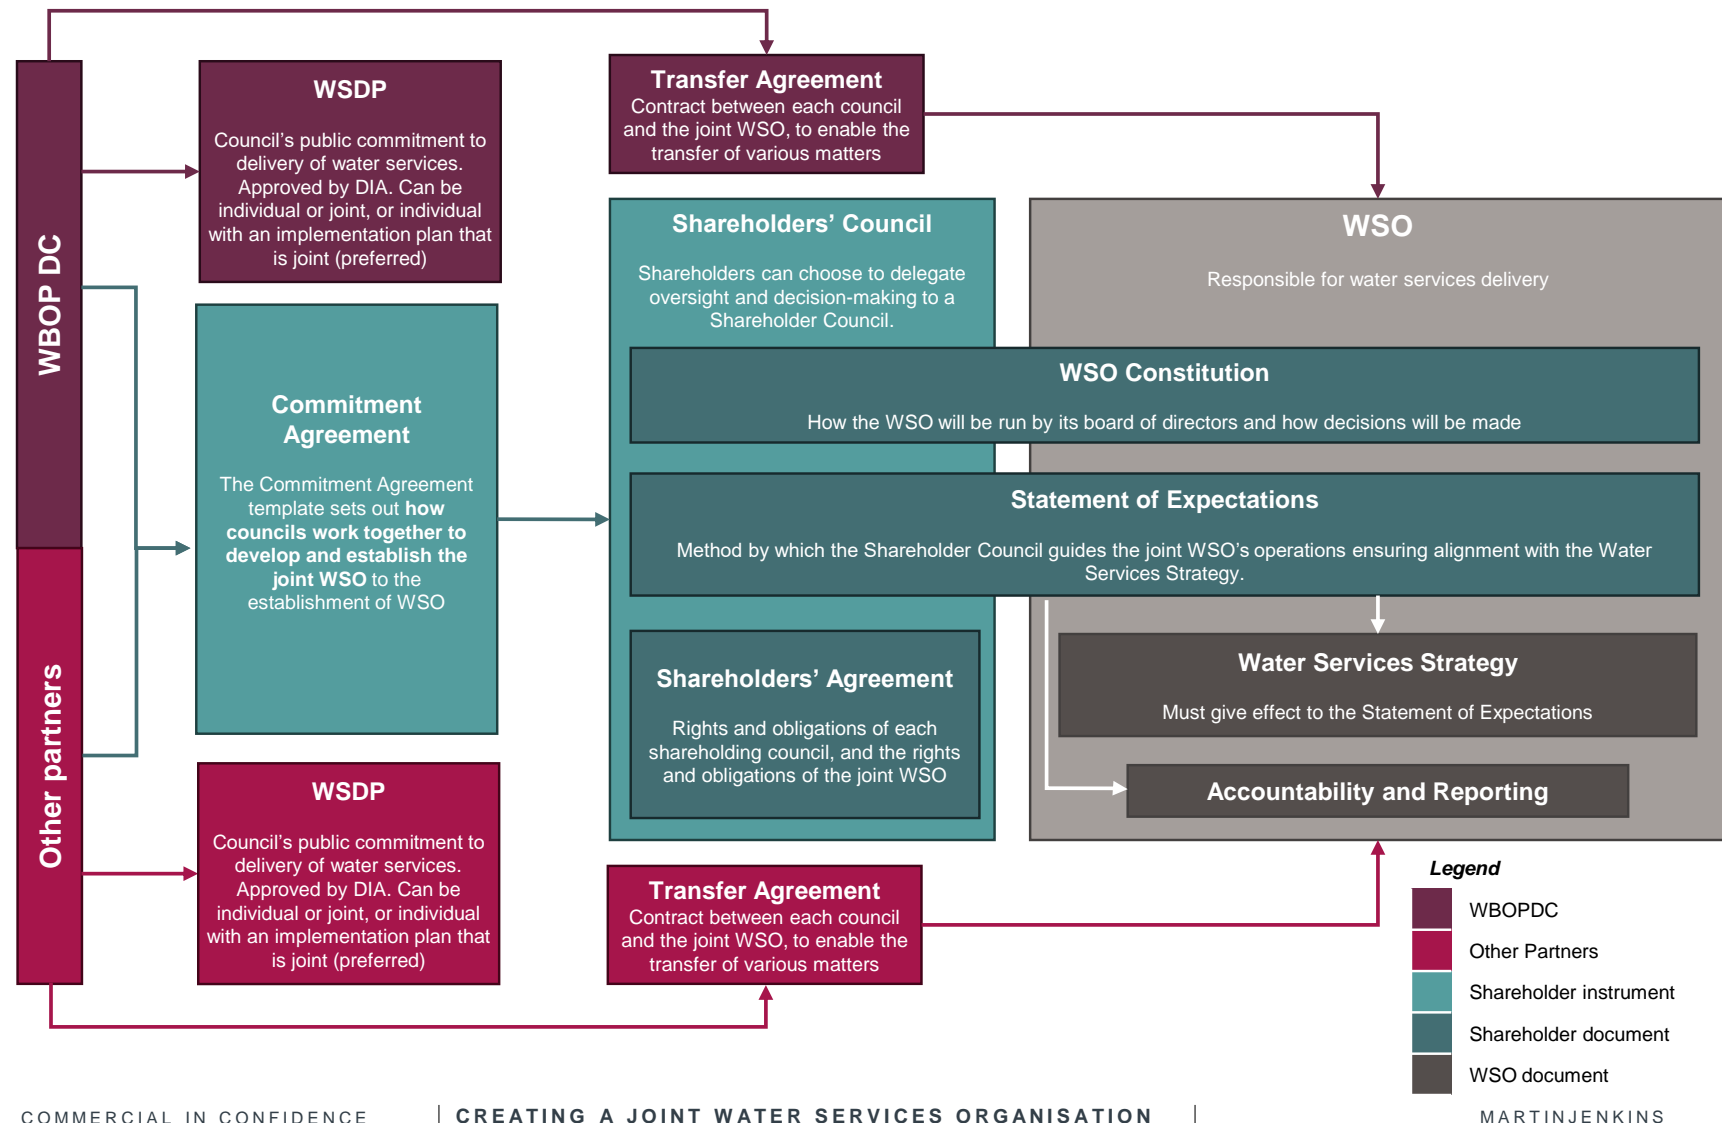 WBOP DC
Other partners
WSDP
Council's public commitment to
delivery of water services.
Approved by DIA. Can be
individual or joint, or individual
with an implementation plan that
is joint (preferred)
Commitment
Agreement
The Commitment Agreement
template sets out how
councils work together to
develop and establish the
joint WSO to the
establishment of WSO
WSDP
Council's public commitment to
delivery of water services.
Approved by DIA. Can be
individual or joint, or individual
with an implementation plan that
is joint (preferred)
Transfer Agreement
Contract between each council
and the joint WSO, to enable the
transfer of various matters
Shareholders' Council
Shareholders can choose to delegate
oversight and decision-making to a
Shareholder Council.
WSO
Responsible for water services delivery
WSO Constitution
How the WSO will be run by its board of directors and how decisions will be made
Statement of Expectations
Method by which the Shareholder Council guides the joint WSO's operations ensuring alignment with the Water
Services Strategy.
Shareholders' Agreement
Rights and obligations of each
shareholding council, and the rights
and obligations of the joint WSO
Water Services Strategy
Must give effect to the Statement of Expectations
Accountability and Reporting
Transfer Agreement
Contract between each council
and the joint WSO, to enable the
transfer of various matters
Legend
WBOPDC
Other Partners
Shareholder instrument
Shareholder document
WSO document
COMMERCIAL IN CONFIDENCE
CREATING A JOINT WATER SERVICES ORGANISATION
MARTINJENKINS